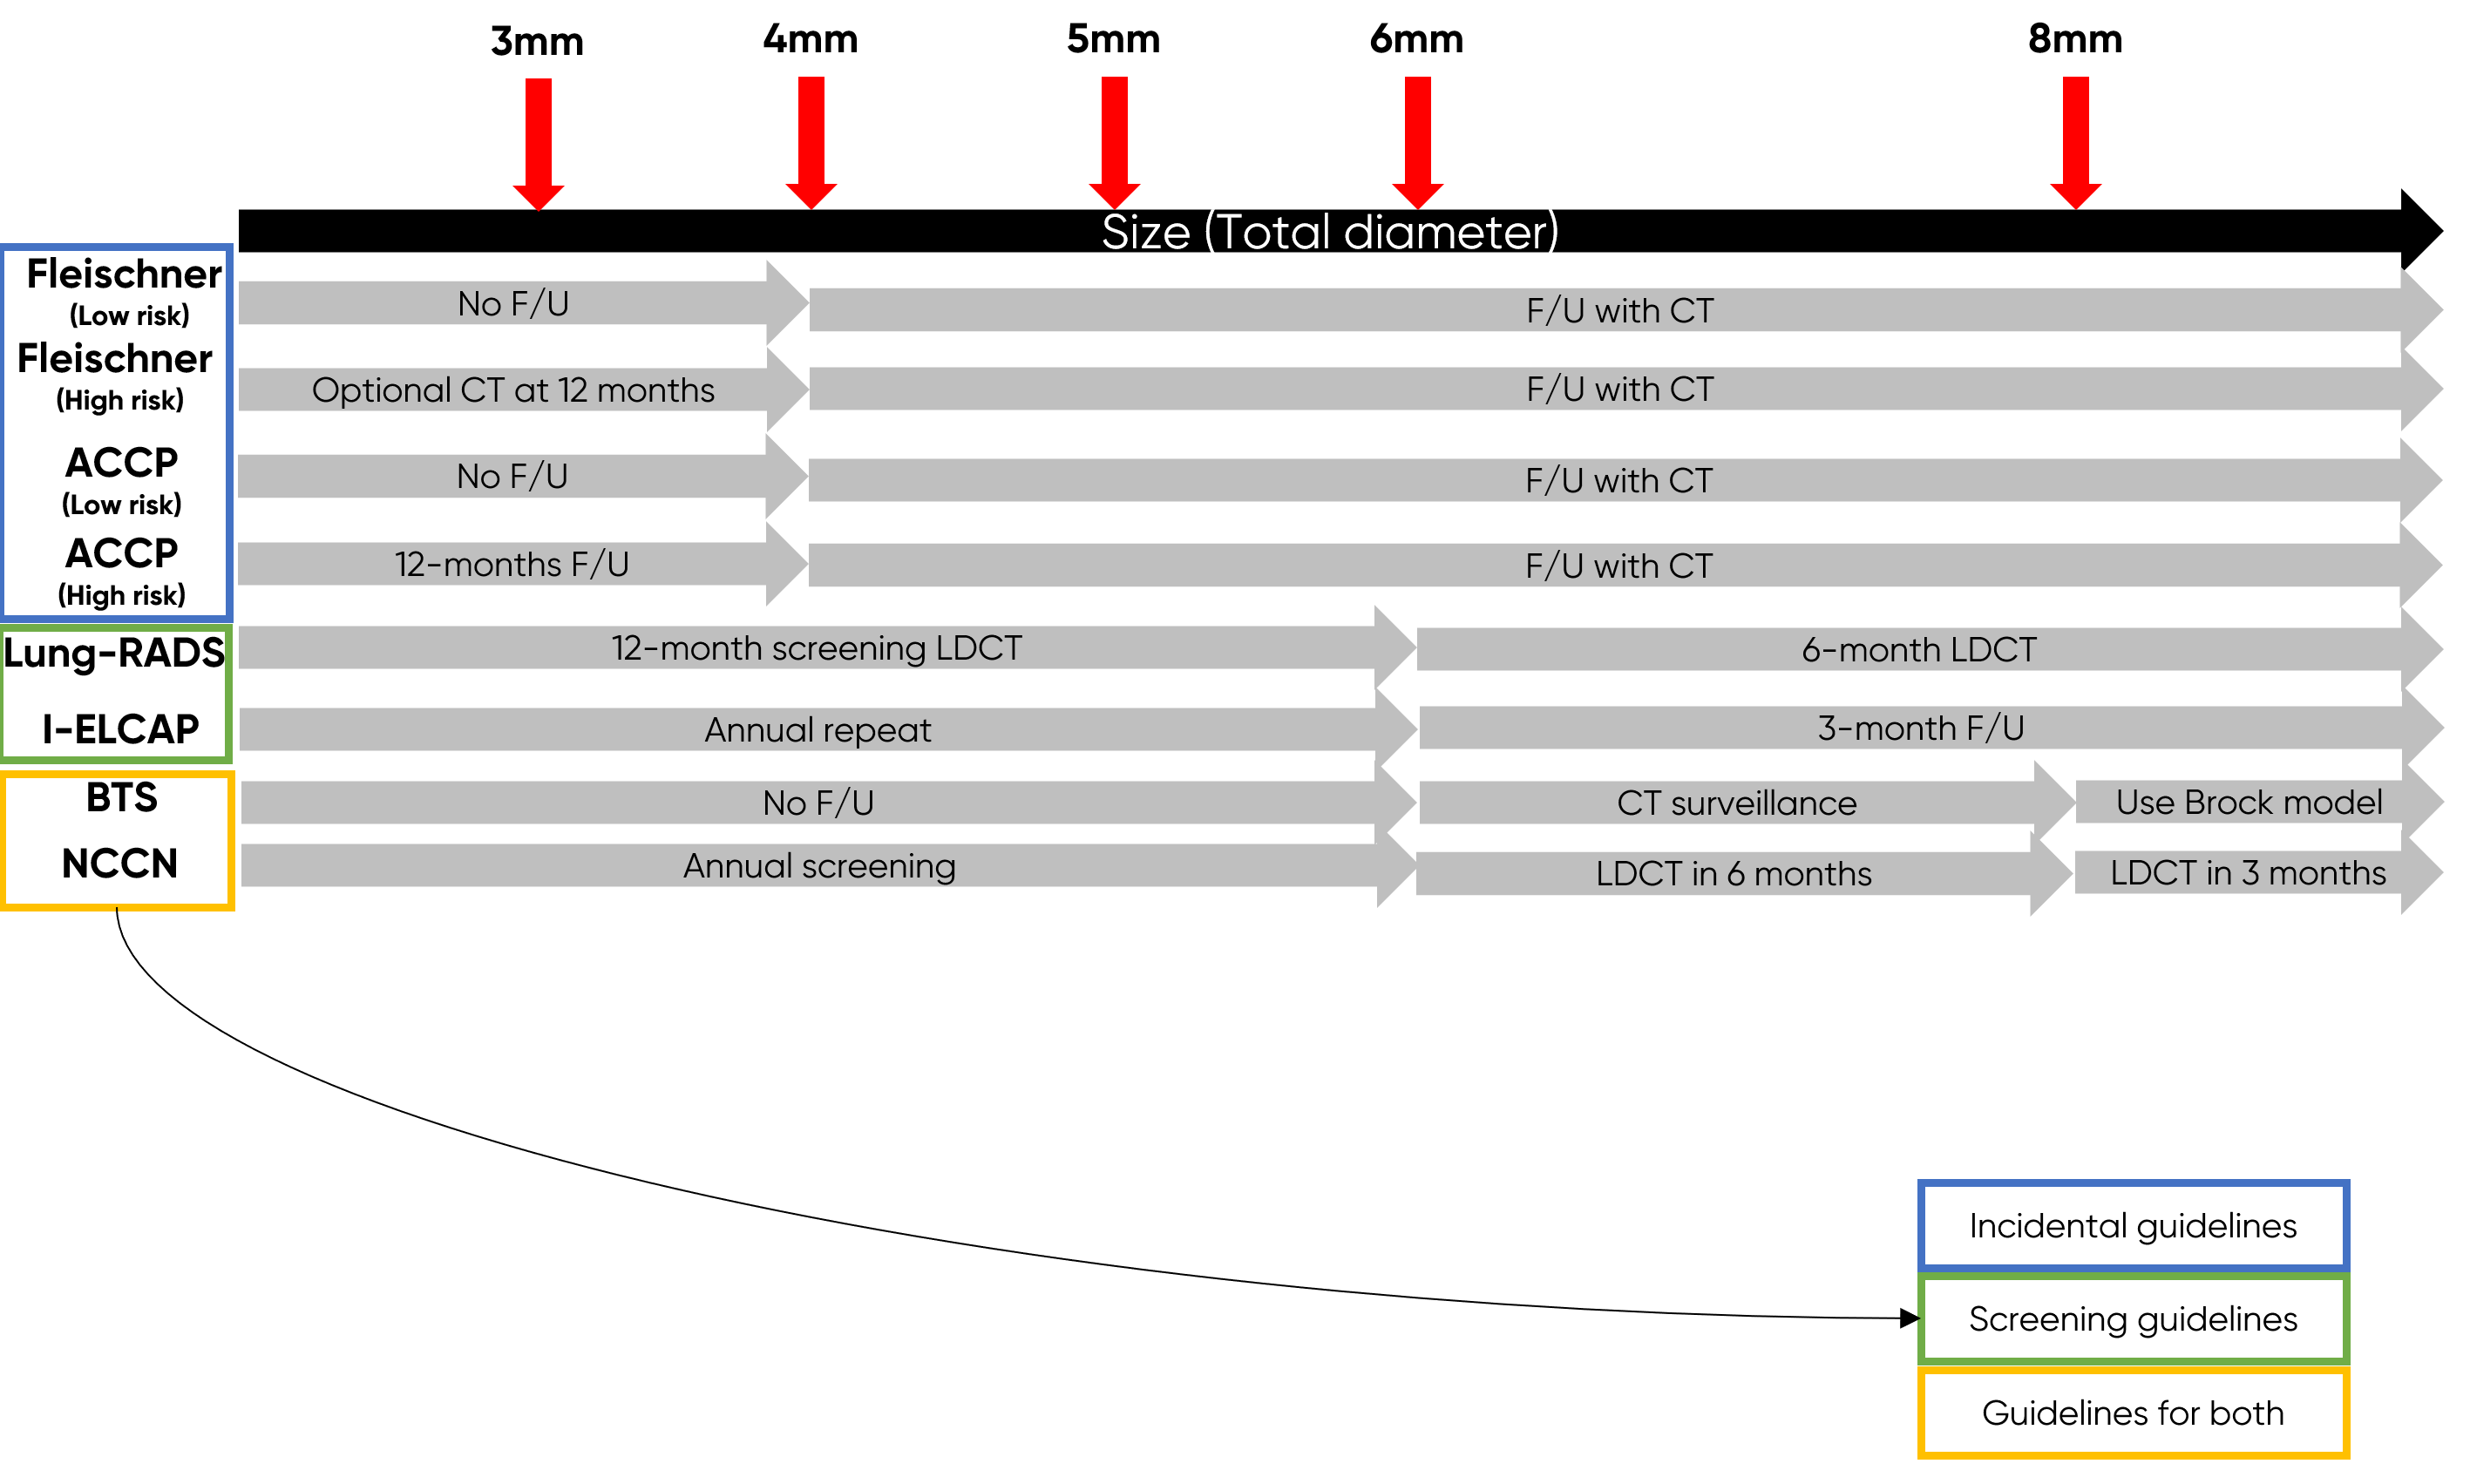 3mm 4mm 5mm 6mm 8mm
Size (Total diameter)
Fleischner
(Low risk)
No F/U F/U with CT
Fleischner
(High risk)
Optional CT at 12 months F/U with CT
ACCP
(Low risk)
No F/U F/U with CT
ACCP
(High risk)
12-months F/U F/U with CT
Lung-RADS 12-month screening LDCT 6-month LDCT
I-ELCAP Annual repeat 3-month F/U
BTS No F/U CT surveillance Use Brock model
NCCN Annual screening LDCT in 6 months LDCT in 3 months
Incidental guidelines
Screening guidelines
Guidelines for both